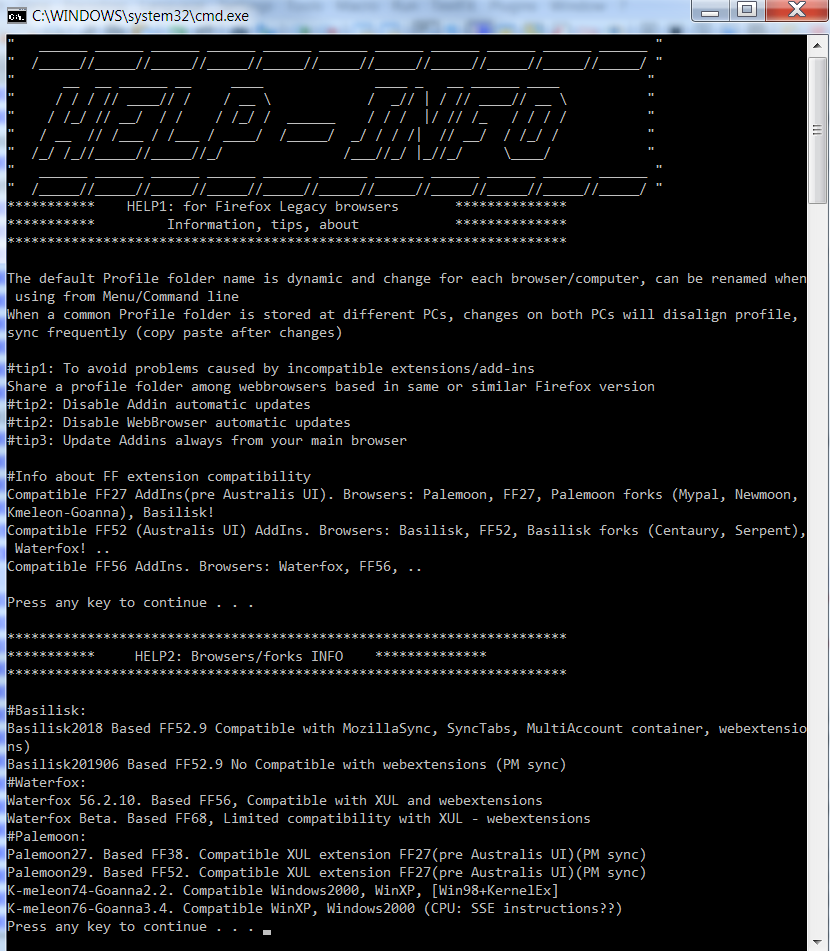 C:\WINDOWS\system32\cmd.exe
HELP - INFO
*********** HELP1: for Firefox Legacy browsers **************
*********** Information, tips, about **************
**********************************************************************
The default Profile folder name is dynamic and change for each browser/computer, can be renamed when
using from Menu/Command line
When a common Profile folder is stored at different PCs, changes on both PCs will disalign profile,
sync frequently (copy paste after changes)
#tip1: To avoid problems caused by incompatible extensions/add-ins
Share a profile folder among webbrowsers based in same or similar Firefox version
#tip2: Disable Addin automatic updates
#tip2: Disable WebBrowser automatic updates
#tip3: Update Addins always from your main browser
#Info about FF extension compatibility
Compatible FF27 AddIns(pre Australis UI). Browsers: Palemoon, FF27, Palemoon forks (Mypal, Newmoon,
Kmeleon-Goanna), Basilisk!
Compatible FF52 (Australis UI) AddIns. Browsers: Basilisk, FF52, Basilisk forks (Centaury, Serpent),
Waterfox! ..
Compatible FF56 AddIns. Browsers: Waterfox, FF56, ..
Press any key to continue . . .
**********************************************************************
*********** HELP2: Browsers/forks INFO **************
**********************************************************************
#Basilisk:
Basilisk2018 Based FF52.9 Compatible with MozillaSync, SyncTabs, MultiAccount container, webextensio
ns)
Basilisk201906 Based FF52.9 No Compatible with webextensions (PM sync)
#Waterfox:
Waterfox 56.2.10. Based FF56, Compatible with XUL and webextensions
Waterfox Beta. Based FF68, Limited compatibility with XUL - webextensions
#Palemoon:
Palemoon27. Based FF38. Compatible XUL extension FF27(pre Australis UI)(PM sync)
Palemoon29. Based FF52. Compatible XUL extension FF27(pre Australis UI)(PM sync)
K-meleon74-Goanna2.2. Compatible Windows2000, WinXP, [Win98+KernelEx]
K-meleon76-Goanna3.4. Compatible WinXP, Windows2000 (CPU: SSE instructions??)
Press any key to continue . . .